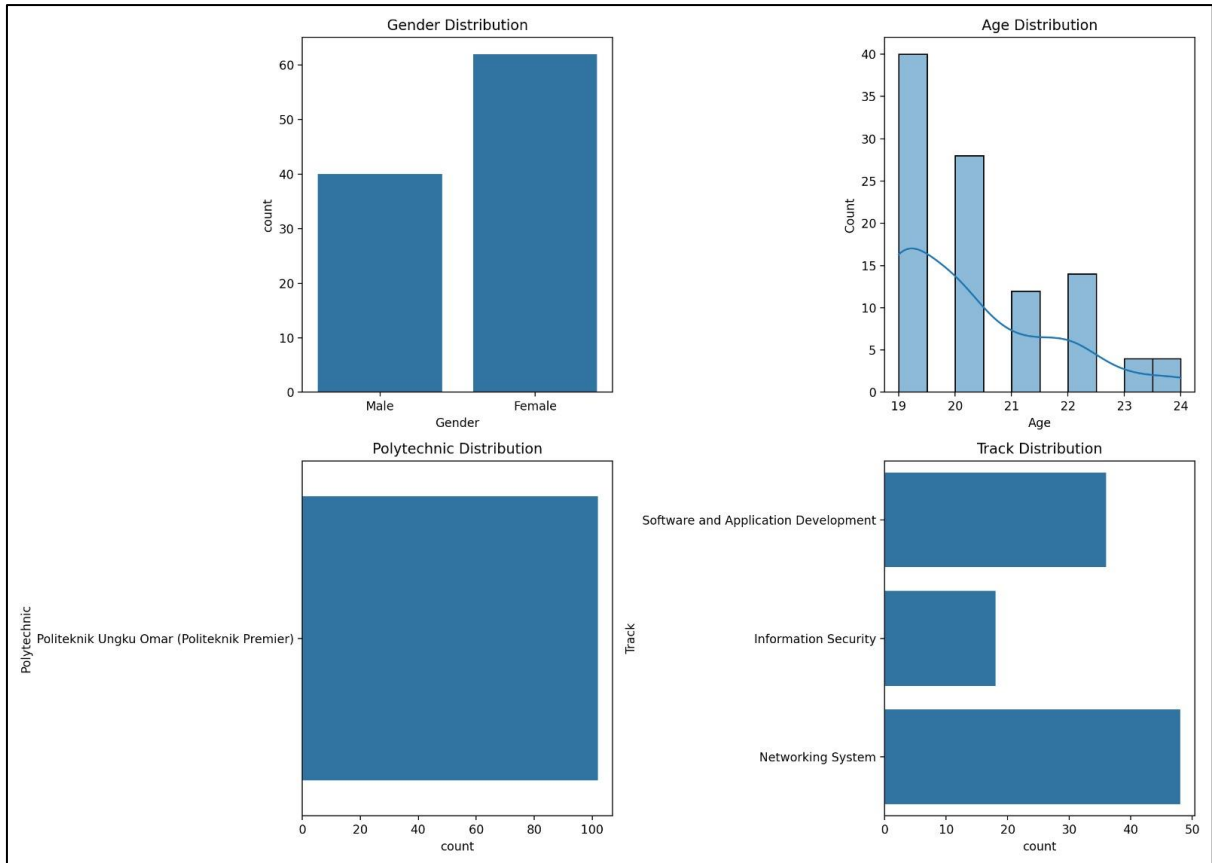 Gender Distribution
60
50
40
30
20
10
0
count
Male
Female
Gender
Age Distribution
40
35
30
25
20
15
10
5
0
Count
19
20
21
22
23
24
Age
Polytechnic Distribution
Polytechnic
Politeknik Ungku Omar (Politeknik Premier)
0
20
40
60
80
100
count
Track Distribution
Track
Software and Application Development
Information Security
Networking System
0
10
20
30
40
50
count